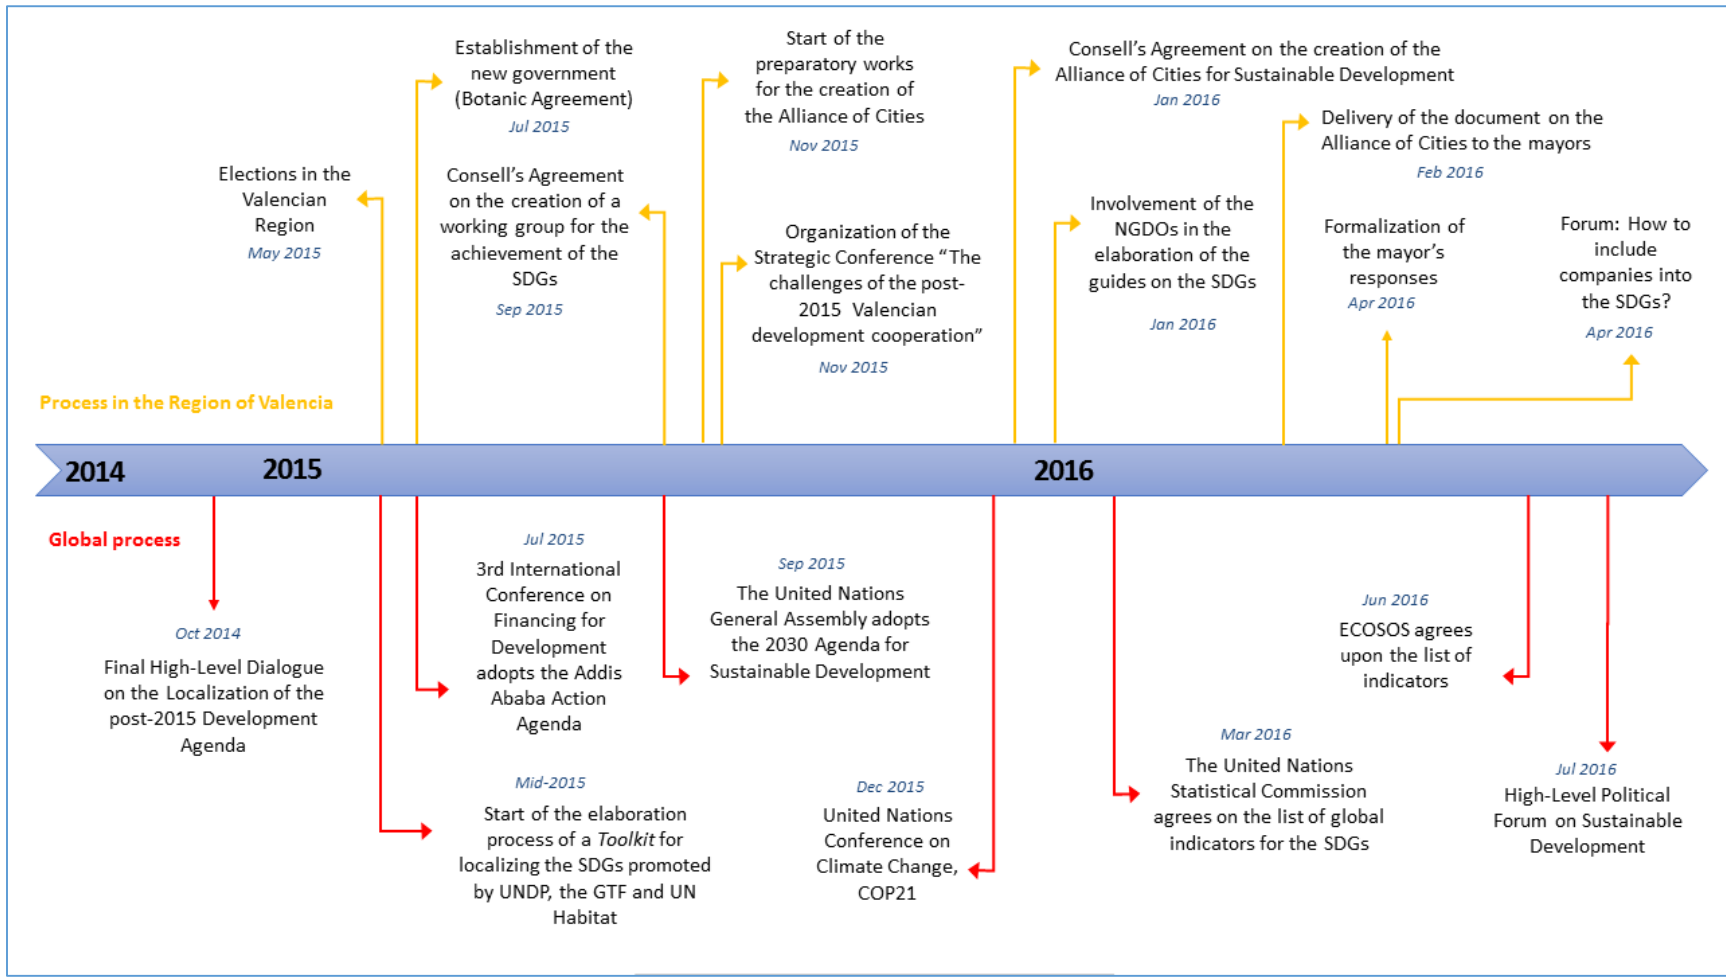 Establishment of the
new government
(Botanic Agreement)
Jul 2015
Start of the
preparatory works
for the creation of
the Alliance of Cities
Nov 2015
Consell’s Agreement on the creation of the
Alliance of Cities for Sustainable Development
Jan 2016
Delivery of the document on the
Alliance of Cities to the mayors
Feb 2016
Elections in the
Valencian
Region
May 2015
Consell’s Agreement
on the creation of a
working group for the
achievement of the
SDGs
Sep 2015
Organization of the
Strategic Conference “The
challenges of the post-
2015 Valencian
development cooperation”
Nov 2015
Involvement of the
NGDOs in the
elaboration of the
guides on the SDGs
Jan 2016
Formalization of
the mayor’s
responses
Apr 2016
Forum: How to
include
companies into
the SDGs?
Apr 2016
Process in the Region of Valencia
2014
2015
2016
Global process
Oct 2014
Final High-Level Dialogue
on the Localization of the
post-2015 Development
Agenda
Jul 2015
3rd International
Conference on
Financing for
Development
adopts the Addis
Ababa Action
Agenda
Mid-2015
Start of the elaboration
process of a Toolkit for
localizing the SDGs promoted
by UNDP, the GTF and UN
Habitat
Sep 2015
The United Nations
General Assembly adopts
the 2030 Agenda for
Sustainable Development
Dec 2015
United Nations
Conference on
Climate Change,
COP21
Mar 2016
The United Nations
Statistical Commission
agrees on the list of global
indicators for the SDGs
Jun 2016
ECOSOS agrees
upon the list of
indicators
Jul 2016
High-Level Political
Forum on Sustainable
Development